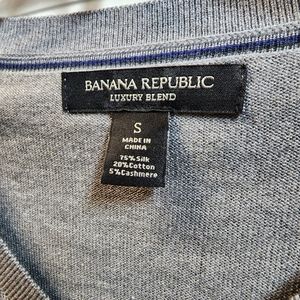 BANANA REPUBLIC
LUXURY BLEND
S
MADE IN
CHINA
75% Silk
20% Cotton
5% Cashmere